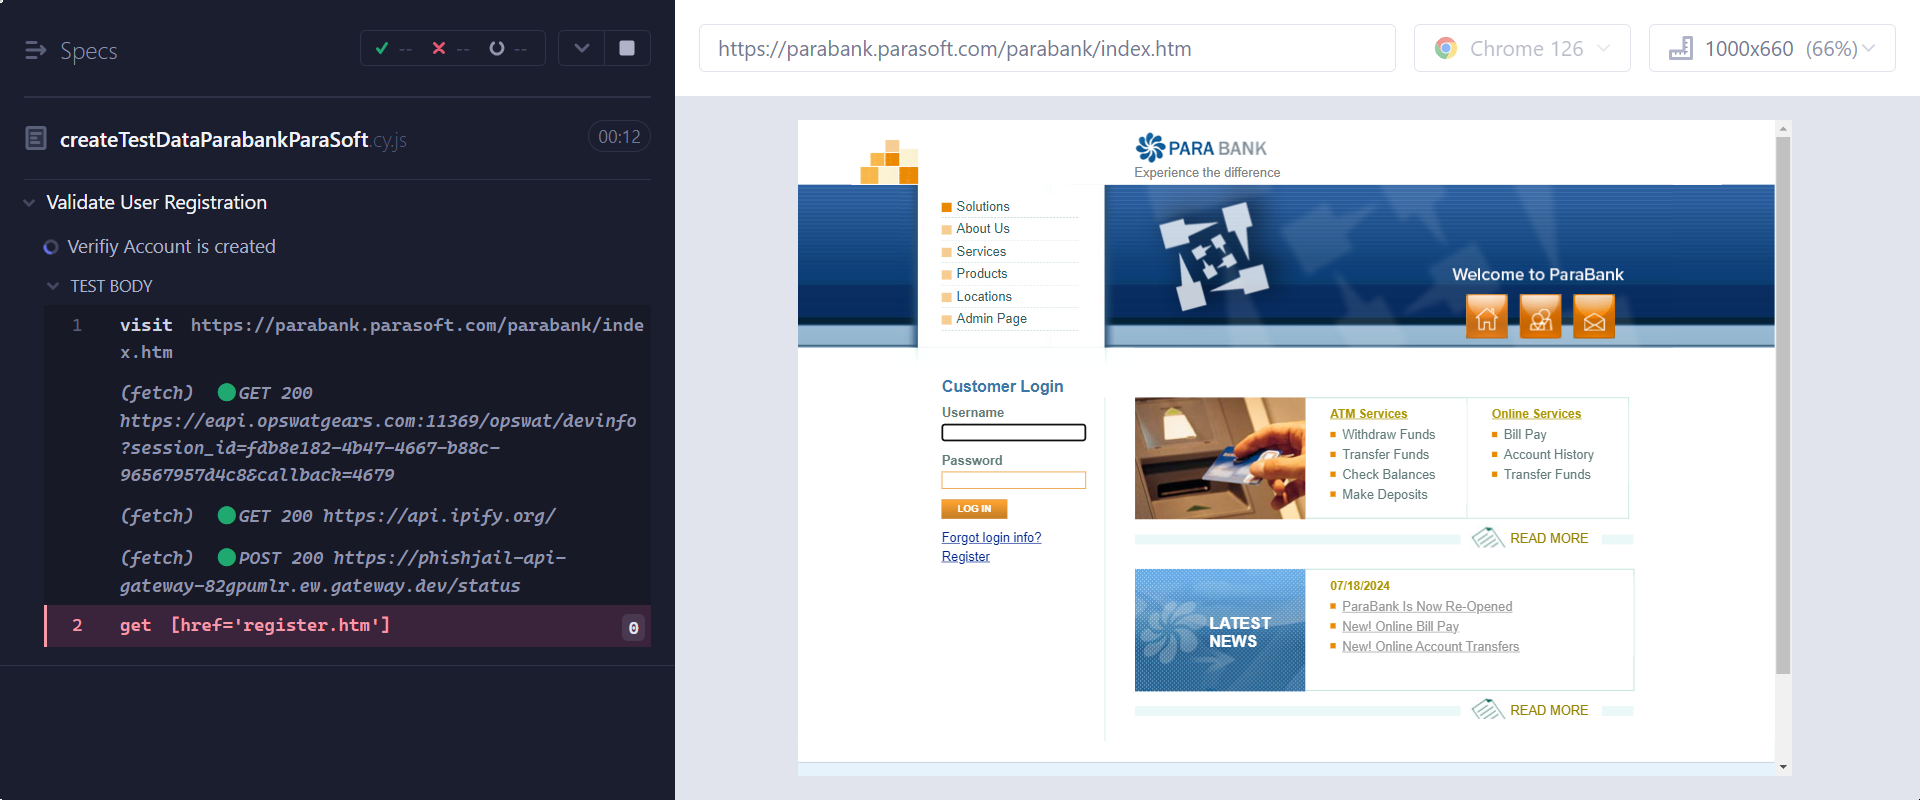 Specs
-- -- --
createTestDataParabankParaSoft.cy.js
00:12
Validate User Registration
Verifiy Account is created
TEST BODY
1 visit https://parabank.parasoft.com/parabank/inde
x.htm
(fetch) GET 200
https://eapi.opswatgears.com:11369/opswat/devinfo
?session_id=fdb8e182-4b47-4667-b88c-
96567957d4c8&callback=4679
(fetch) GET 200 https://api.ipify.org/
(fetch) POST 200 https://phishjail-api-
gateway-82gpumlr.ew.gateway.dev/status
2 get [href='register.htm'] 0
https://parabank.parasoft.com/parabank/index.htm
Chrome 126
1000x660 (66%)
PARA BANK
Experience the difference
Solutions
About Us
Services
Products
Locations
Admin Page
Welcome to ParaBank
Customer Login
Username
Password
LOG IN
Forgot login info?
Register
ATM Services
Withdraw Funds
Transfer Funds
Check Balances
Make Deposits
Online Services
Bill Pay
Account History
Transfer Funds
READ MORE
LATEST
NEWS
07/18/2024
ParaBank Is Now Re-Opened
New! Online Bill Pay
New! Online Account Transfers
READ MORE